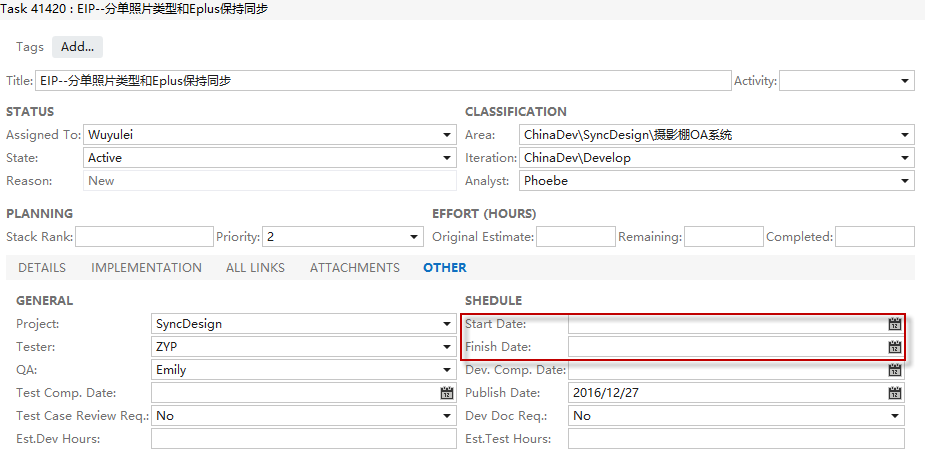 Task 41420 : EIP--分单照片类型和Eplus保持同步
Tags Add...
Title: EIP--分单照片类型和Eplus保持同步 Activity:
STATUS CLASSIFICATION
Assigned To: Wuyulei Area: ChinaDev\SyncDesign\摄影棚OA系统
State: Active Iteration: ChinaDev\Develop
Reason: New Analyst: Phoebe
PLANNING EFFORT (HOURS)
Stack Rank: Priority: 2 Original Estimate: Remaining: Completed:
DETAILS IMPLEMENTATION ALL LINKS ATTACHMENTS OTHER
GENERAL SHEDULE
Project: SyncDesign Start Date:
Tester: ZYP Finish Date:
QA: Emily Dev. Comp. Date:
Test Comp. Date: Publish Date: 2016/12/27
Test Case Review Req.: No Dev Doc Req.: No
Est.Dev Hours: Est.Test Hours: